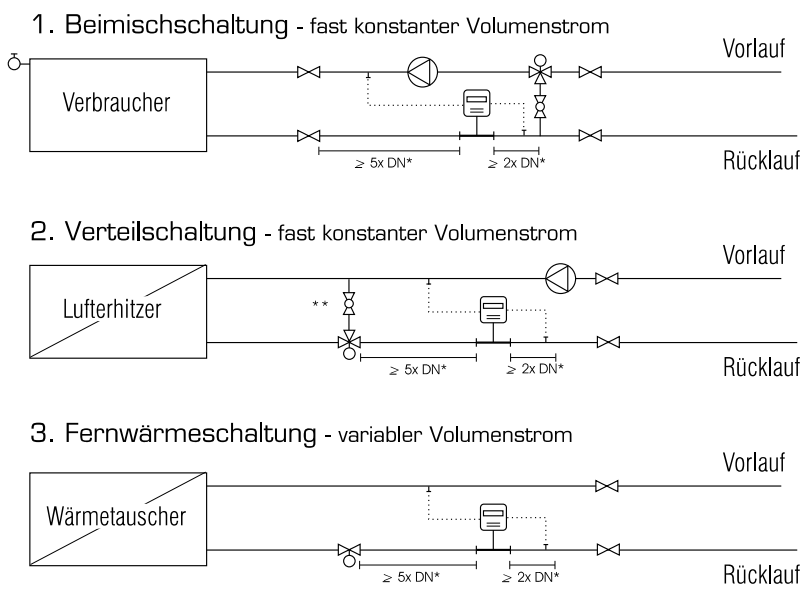 1. Beimischschaltung - fast konstanter Volumenstrom
Vorlauf
Verbraucher
≥ 5x DN* ≥ 2x DN*
Rücklauf
2. Verteilschaltung - fast konstanter Volumenstrom
Vorlauf
Lufterhitzer
**
≥ 5x DN* ≥ 2x DN*
Rücklauf
3. Fernwärmeschaltung - variabler Volumenstrom
Vorlauf
Wärmetauscher
≥ 5x DN* ≥ 2x DN*
Rücklauf